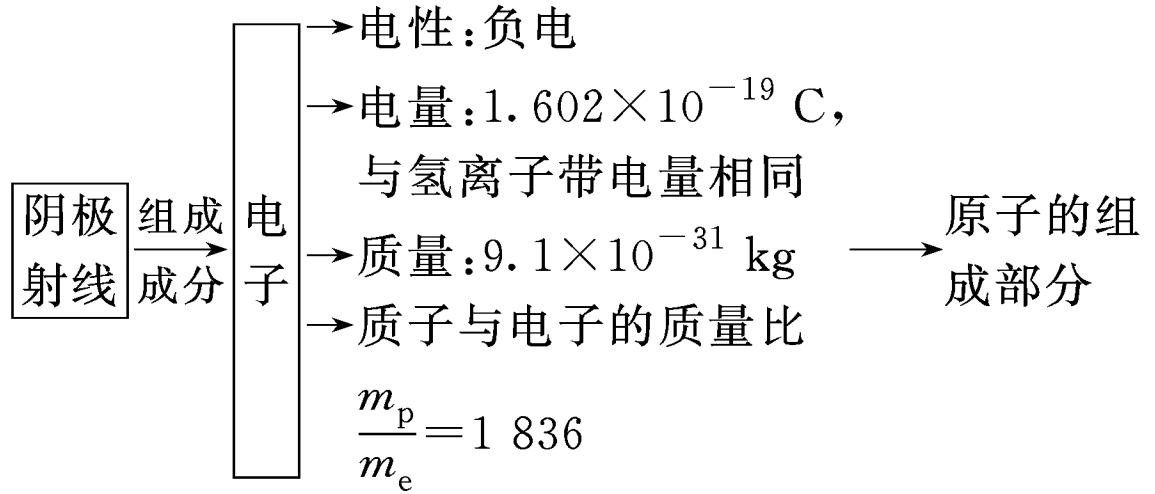 阴极
射线
组成
成分
电
子
电性:负电
电量:1.602×10⁻¹⁹ C,
与氢离子带电量相同
质量:9.1×10⁻³¹ kg
质子与电子的质量比
mₚ/mₑ=1 836
原子的组
成部分